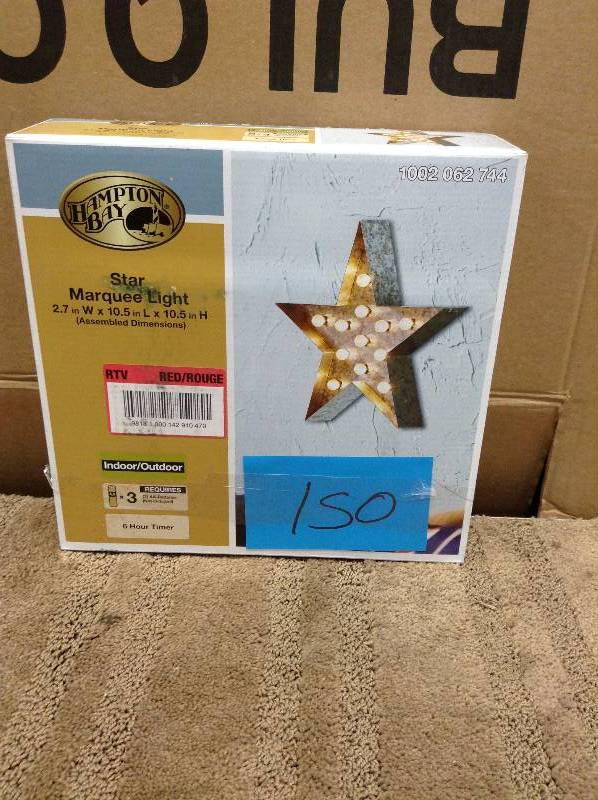 BUILQ
1002 062 744
HAMPTON
BAY
Star
Marquee Light
2.7 in W x 10.5 in L x 10.5 in H
(Assembled Dimensions)
RTV RED/ROUGE
Indoor/Outdoor
REQUIRES
3
6 Hour Timer
150